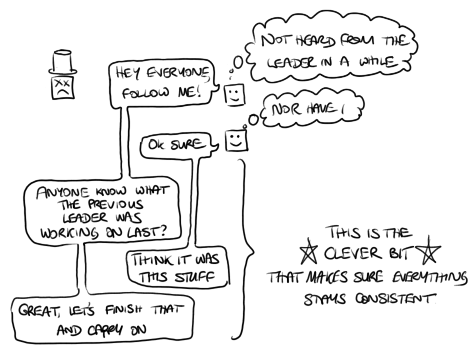 NOT HEARD FROM THE
LEADER IN A WHILE
HEY EVERYONE,
FOLLOW ME!
NOR HAVE I
OK SURE
ANYONE KNOW WHAT
THE PREVIOUS
LEADER WAS
WORKING ON LAST?
THINK IT WAS
THIS STUFF
GREAT, LET'S FINISH THAT
AND CARRY ON
THIS IS THE
CLEVER BIT
THAT MAKES SURE EVERYTHING
STAYS CONSISTENT